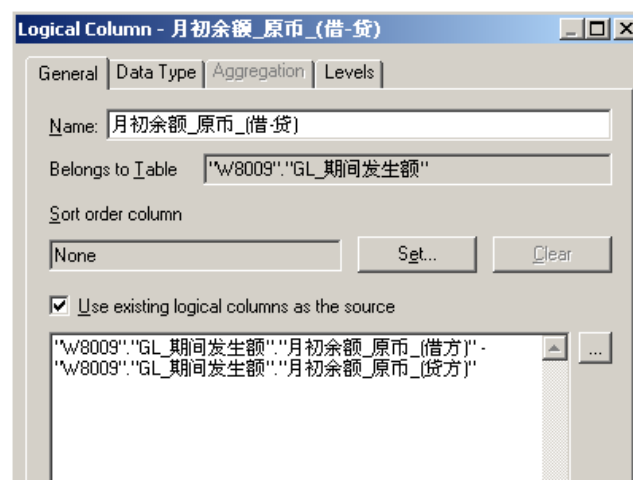 Logical Column - 月初余额_原币_(借-贷)
General Data Type Aggregation Levels
Name: 月初余额_原币_(借-贷)
Belongs to Table "W8009"."GL_期间发生额"
Sort order column
None Set... Clear
Use existing logical columns as the source
"W8009"."GL_期间发生额"."月初余额_原币_(借方)" -
"W8009"."GL_期间发生额"."月初余额_原币_(贷方)"
...